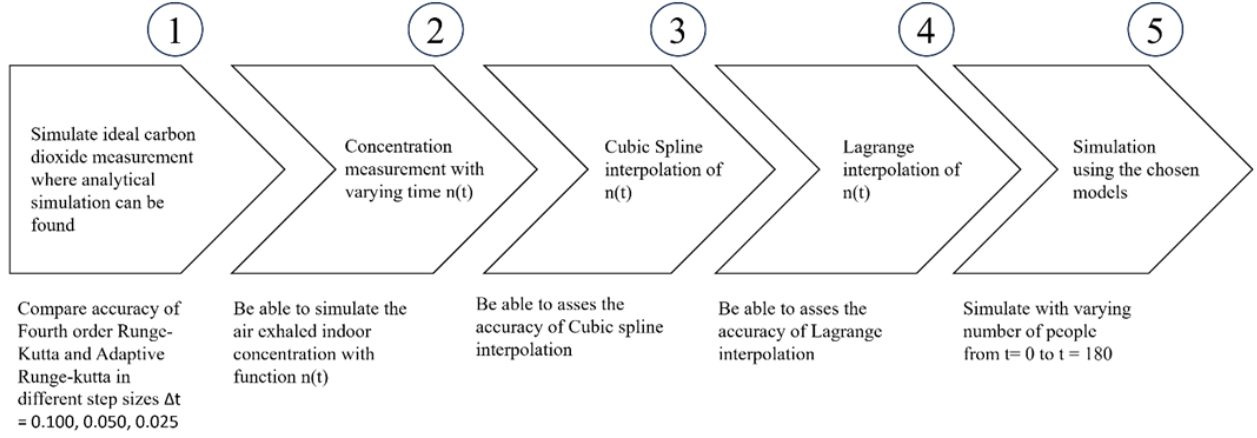 1
Simulate ideal carbon
dioxide measurement
where analytical
simulation can be
found
Compare accuracy of
Fourth order Runge-
Kutta and Adaptive
Runge-kutta in
different step sizes Δt
= 0.100, 0.050, 0.025
2
Concentration
measurement with
varying time n(t)
Be able to simulate the
air exhaled indoor
concentration with
function n(t)
3
Cubic Spline
interpolation of
n(t)
Be able to asses the
accuracy of Cubic spline
interpolation
4
Lagrange
interpolation of
n(t)
Be able to asses the
accuracy of Lagrange
interpolation
5
Simulation
using the chosen
models
Simulate with varying
number of people
from t= 0 to t = 180